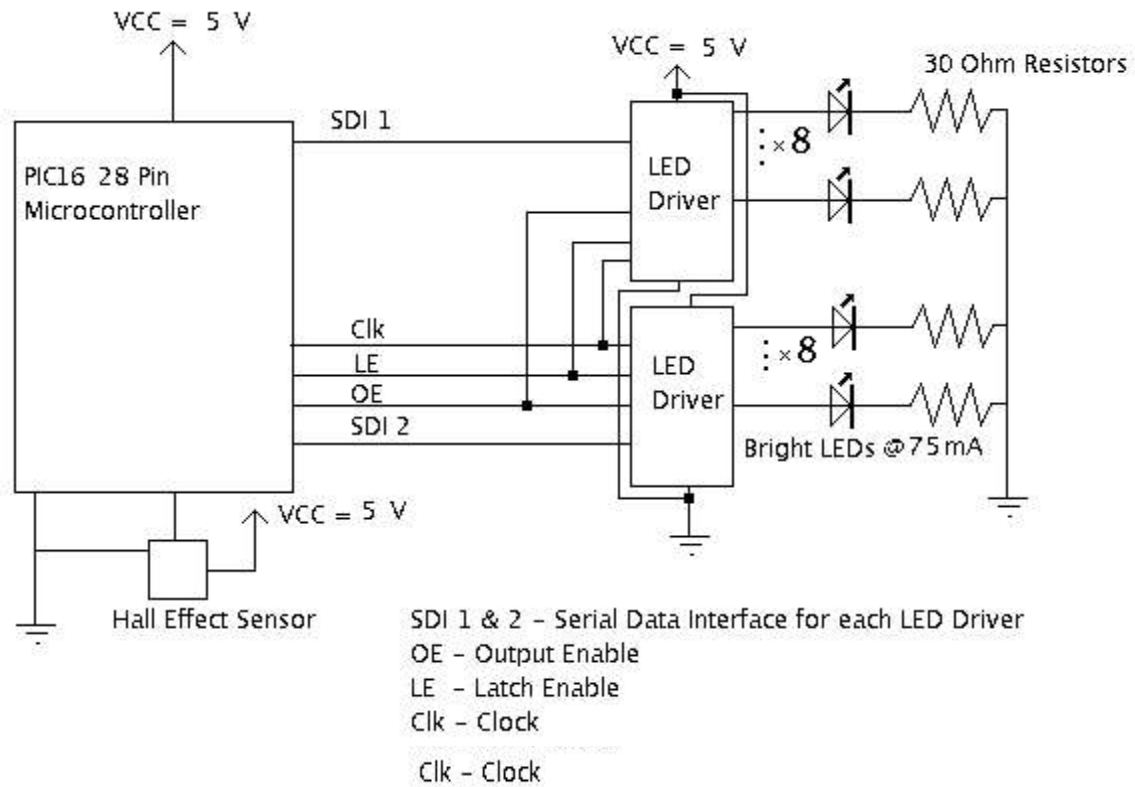 VCC = 5 V
VCC = 5 V
30 Ohm Resistors
SDI 1
PIC16 28 Pin
Microcontroller
LED
Driver
⋮ × 8
Clk
LE
OE
SDI 2
LED
Driver
⋮ × 8
Bright LEDs @ 75 mA
VCC = 5 V
Hall Effect Sensor
SDI 1 & 2 – Serial Data Interface for each LED Driver
OE – Output Enable
LE – Latch Enable
Clk – Clock
Clk – Clock